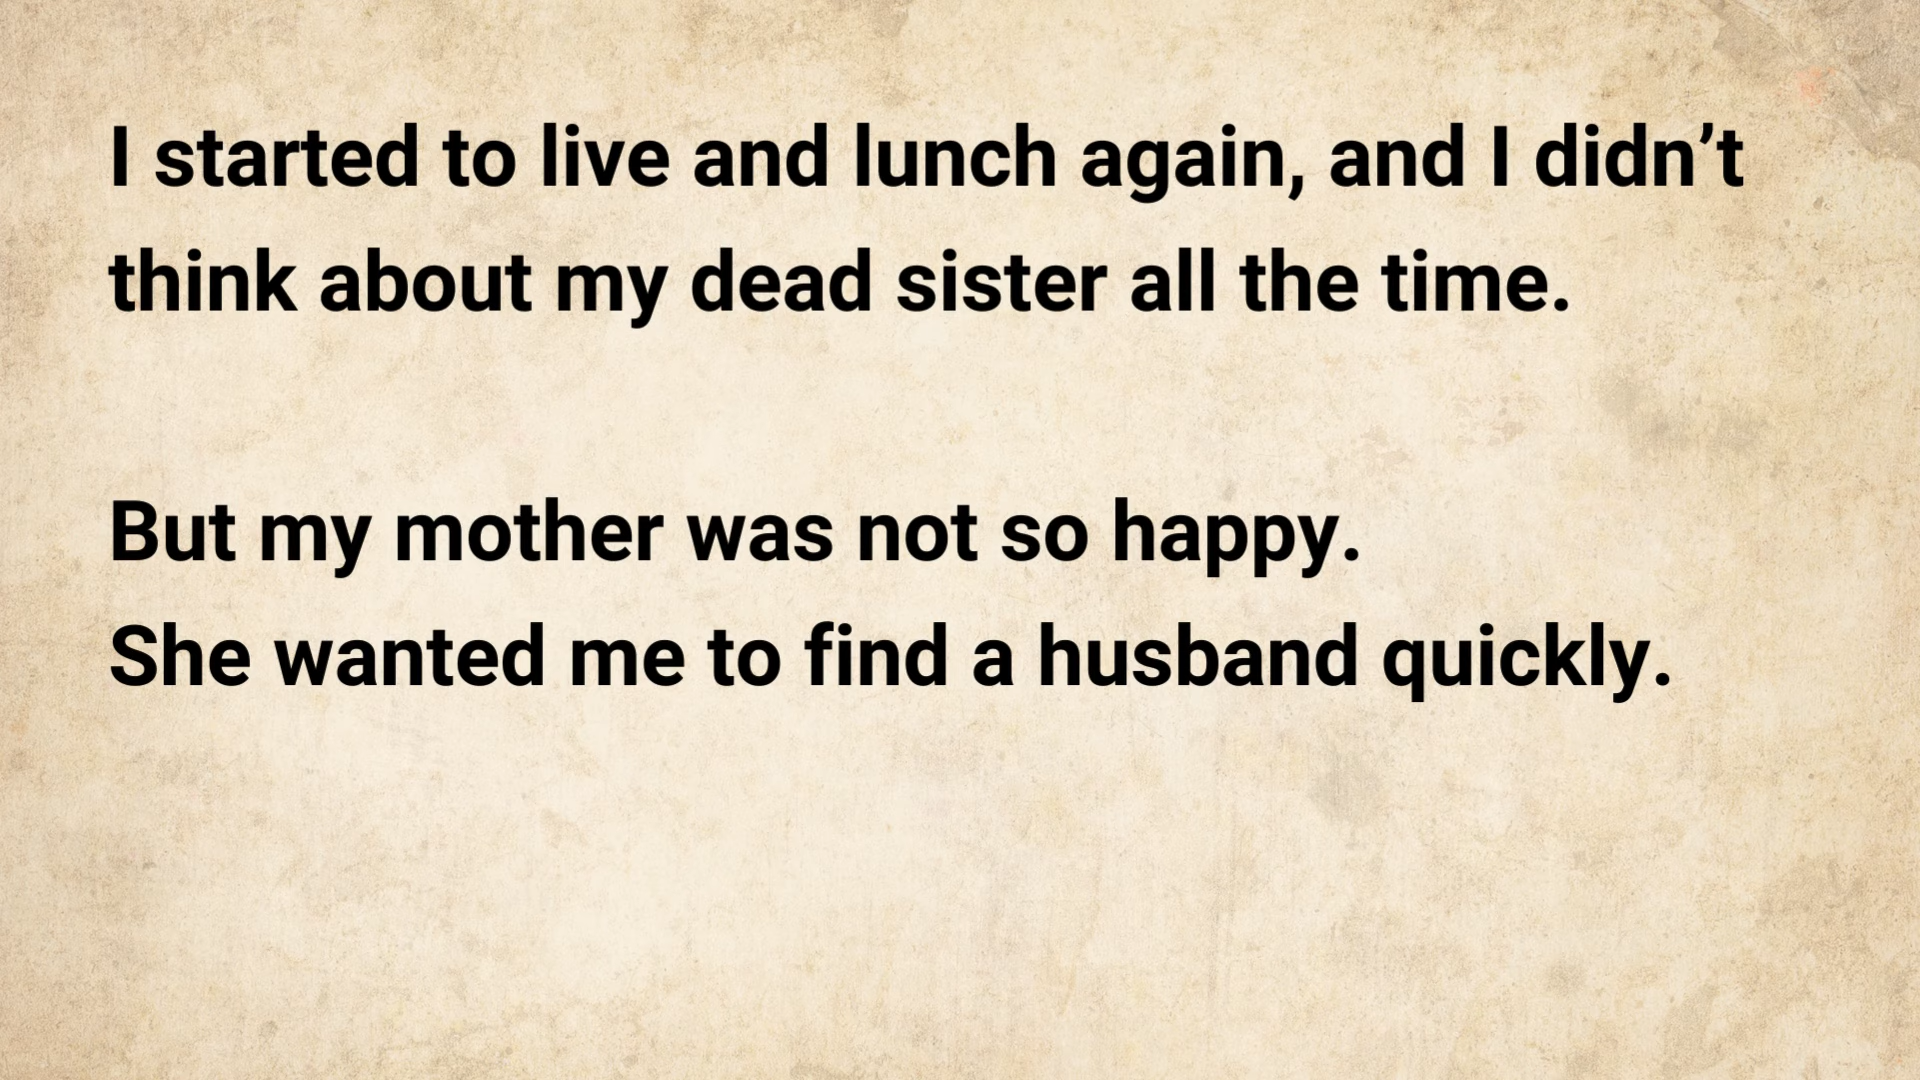 I started to live and lunch again, and I didn’t
think about my dead sister all the time.
But my mother was not so happy.
She wanted me to find a husband quickly.